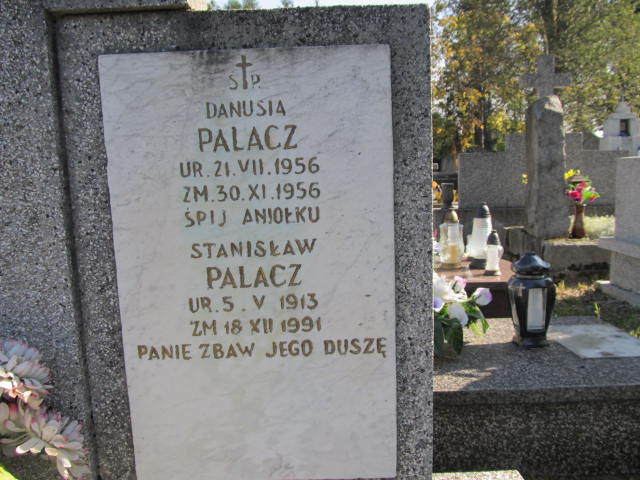 Ś✝P.
DANUSIA
PALACZ
UR. 21. VII. 1956
ZM. 30. XI. 1956
ŚPIJ ANIOŁKU
STANISŁAW
PALACZ
UR. 5. V 1913
ZM 18 XII 1991
PANIE ZBAW JEGO DUSZĘ